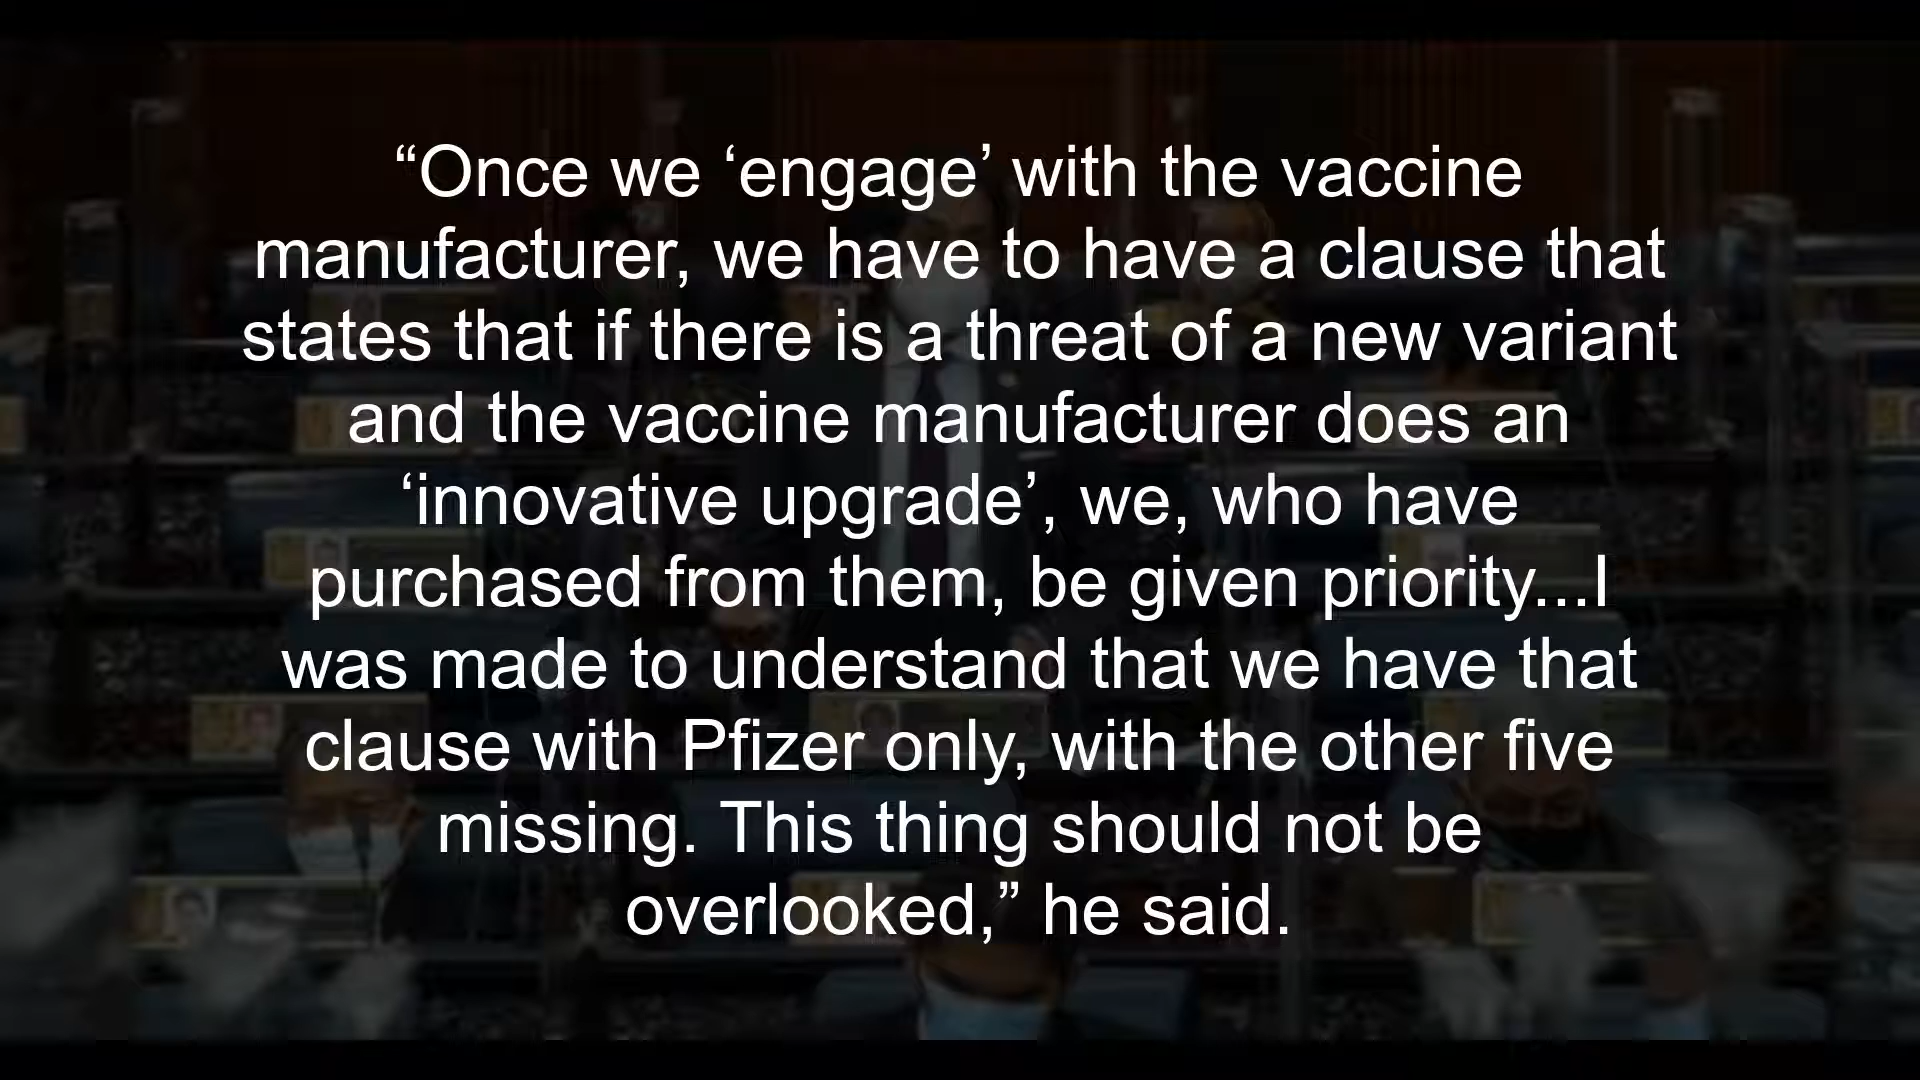 “Once we ‘engage’ with the vaccine
manufacturer, we have to have a clause that
states that if there is a threat of a new variant
and the vaccine manufacturer does an
‘innovative upgrade’, we, who have
purchased from them, be given priority...I
was made to understand that we have that
clause with Pfizer only, with the other five
missing. This thing should not be
overlooked,” he said.